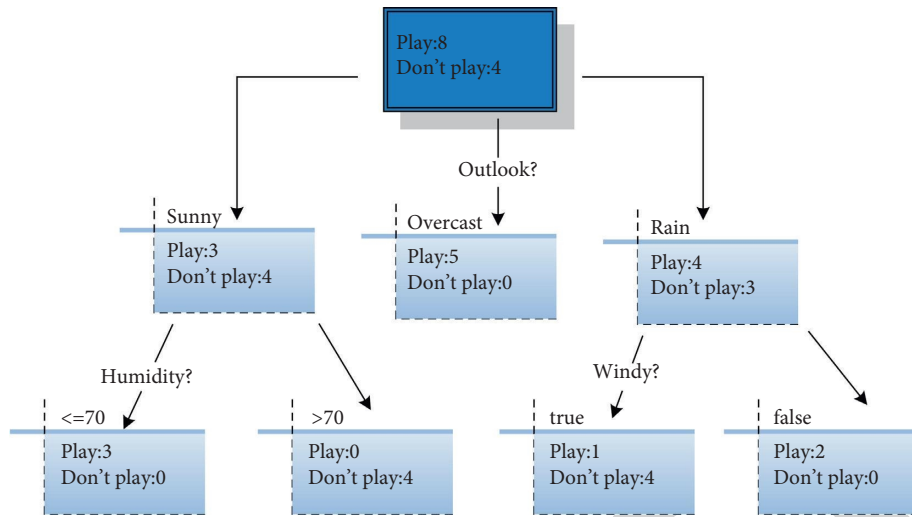 Play:8
Don't play:4
Outlook?
Sunny
Play:3
Don't play:4
Overcast
Play:5
Don't play:0
Rain
Play:4
Don't play:3
Humidity?
Windy?
<=70
Play:3
Don't play:0
>70
Play:0
Don't play:4
true
Play:1
Don't play:4
false
Play:2
Don't play:0